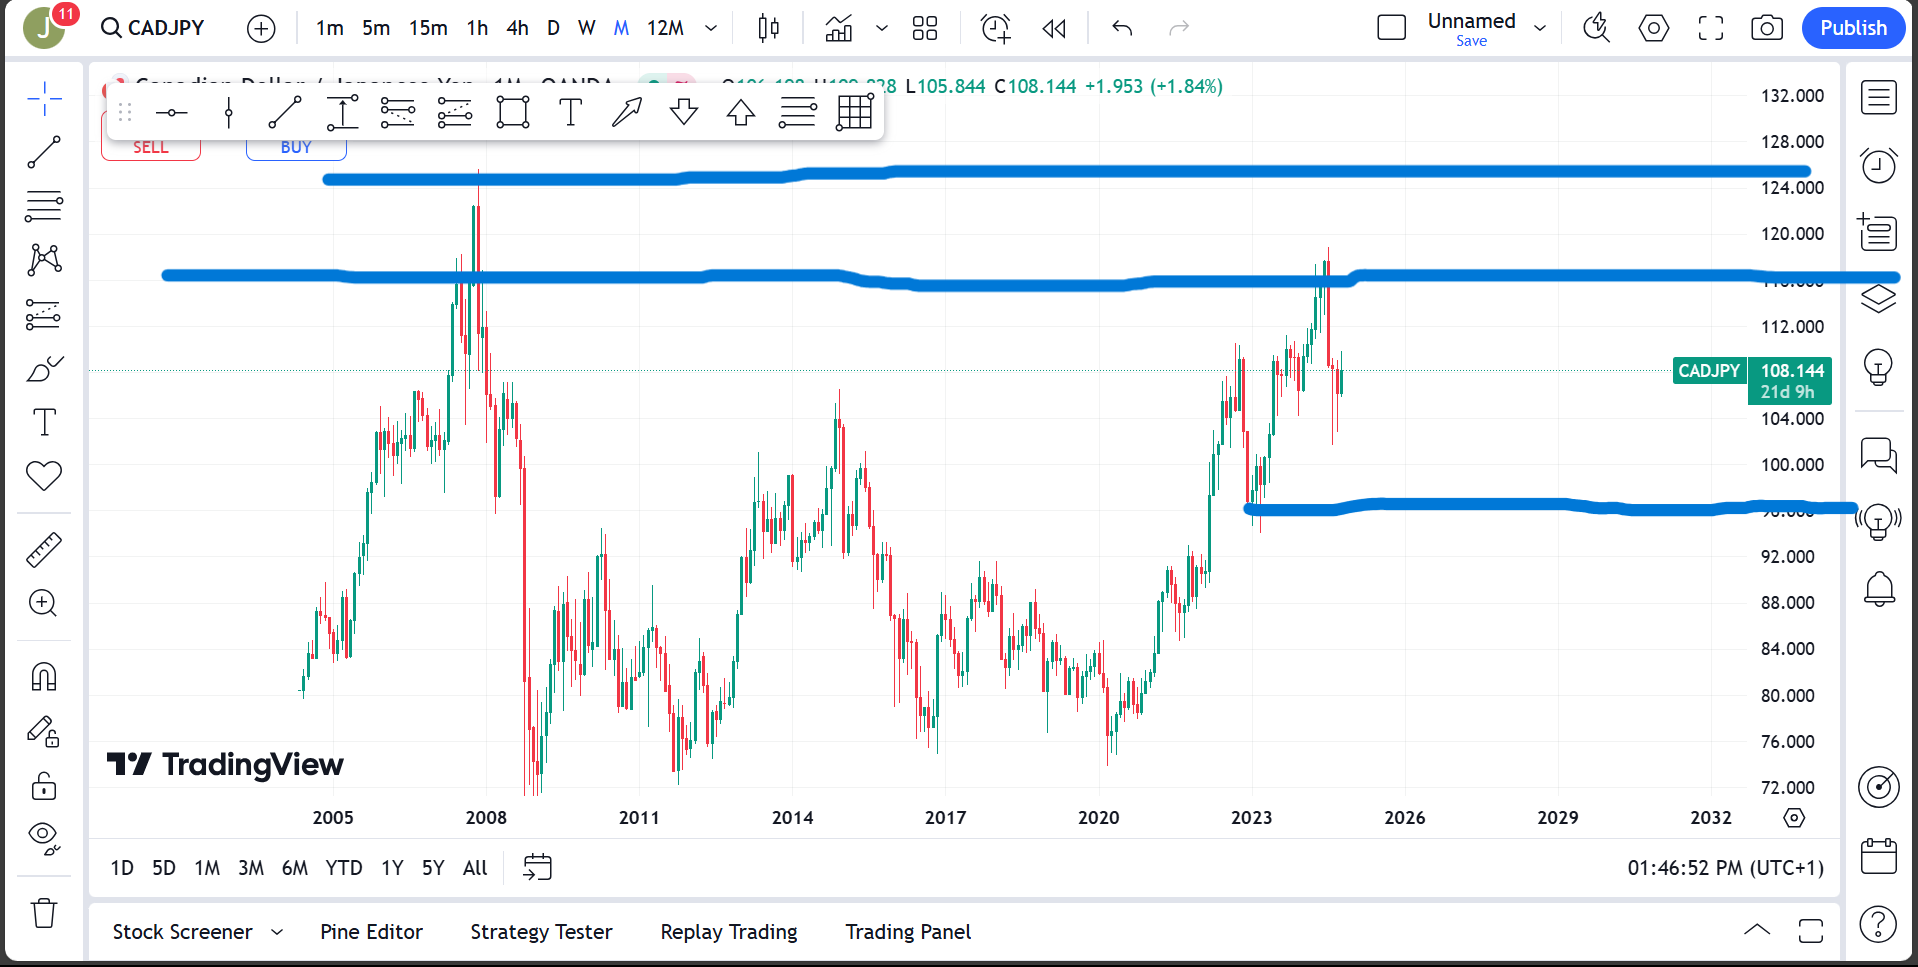 J 11 CADJPY 1m 5m 15m 1h 4h D W M 12M Unnamed Publish
Save
Canadian Dollar / Japanese Yen · 1M · OANDA L105.844 C108.144 +1.953 (+1.84%)
SELL BUY
132.000
128.000
124.000
120.000
112.000
CADJPY 108.144
21d 9h
104.000
100.000
92.000
88.000
84.000
80.000
76.000
72.000
TradingView
2005 2008 2011 2014 2017 2020 2023 2026 2029 2032
1D 5D 1M 3M 6M YTD 1Y 5Y All 01:46:52 PM (UTC+1)
Stock Screener Pine Editor Strategy Tester Replay Trading Trading Panel